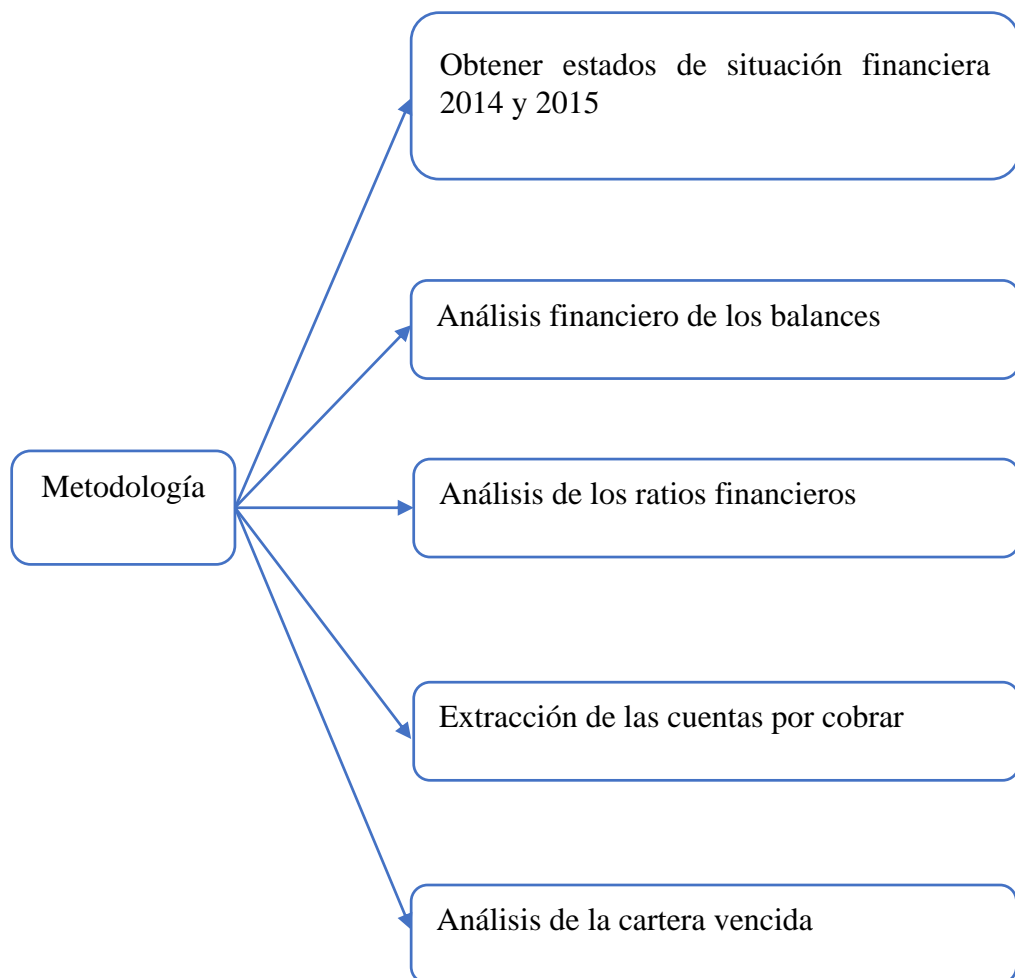 Obtener estados de situación financiera
2014 y 2015
Análisis financiero de los balances
Metodología
Análisis de los ratios financieros
Extracción de las cuentas por cobrar
Análisis de la cartera vencida